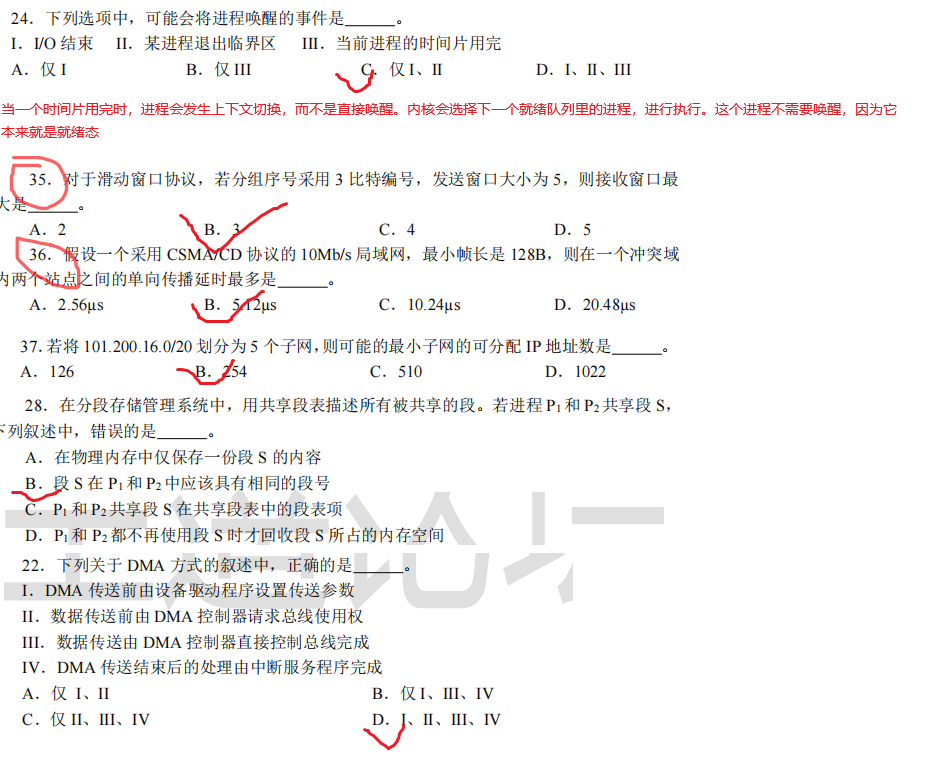 24．下列选项中，可能会将进程唤醒的事件是______。
I．I/O 结束 II．某进程退出临界区 III．当前进程的时间片用完
A．仅 I B．仅 III C．仅 I、II D．I、II、III
当一个时间片用完时，进程会发生上下文切换，而不是直接唤醒。内核会选择下一个就绪队列里的进程，进行执行。这个进程不需要唤醒，因为它
本来就是就绪态
35．对于滑动窗口协议，若分组序号采用 3 比特编号，发送窗口大小为 5，则接收窗口最
大是______。
A．2 B．3 C．4 D．5
36．假设一个采用 CSMA/CD 协议的 10Mb/s 局域网，最小帧长是 128B，则在一个冲突域
内两个站点之间的单向传播延时最多是______。
A．2.56μs B．5.12μs C．10.24μs D．20.48μs
37．若将 101.200.16.0/20 划分为 5 个子网，则可能的最小子网的可分配 IP 地址数是______。
A．126 B．254 C．510 D．1022
28．在分段存储管理系统中，用共享段表描述所有被共享的段。若进程 P₁ 和 P₂ 共享段 S，
下列叙述中，错误的是______。
A．在物理内存中仅保存一份段 S 的内容
B．段 S 在 P₁ 和 P₂ 中应该具有相同的段号
C．P₁ 和 P₂ 共享段 S 在共享段表中的段表项
D．P₁ 和 P₂ 都不再使用段 S 时才回收段 S 所占的内存空间
王道论坛
22．下列关于 DMA 方式的叙述中，正确的是______。
I．DMA 传送前由设备驱动程序设置传送参数
II．数据传送前由 DMA 控制器请求总线使用权
III．数据传送由 DMA 控制器直接控制总线完成
IV．DMA 传送结束后的处理由中断服务程序完成
A．仅 I、II B．仅 I、III、IV
C．仅 II、III、IV D．I、II、III、IV